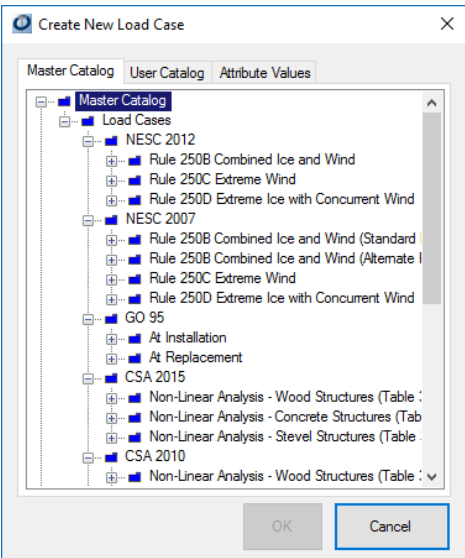 Create New Load Case
Master Catalog User Catalog Attribute Values
Master Catalog
Load Cases
NESC 2012
Rule 250B Combined Ice and Wind
Rule 250C Extreme Wind
Rule 250D Extreme Ice with Concurrent Wind
NESC 2007
Rule 250B Combined Ice and Wind (Standard
Rule 250B Combined Ice and Wind (Alternate
Rule 250C Extreme Wind
Rule 250D Extreme Ice with Concurrent Wind
GO 95
At Installation
At Replacement
CSA 2015
Non-Linear Analysis - Wood Structures (Table
Non-Linear Analysis - Concrete Structures (Tab
Non-Linear Analysis - Stevel Structures (Table
CSA 2010
Non-Linear Analysis - Wood Structures (Table
OK Cancel